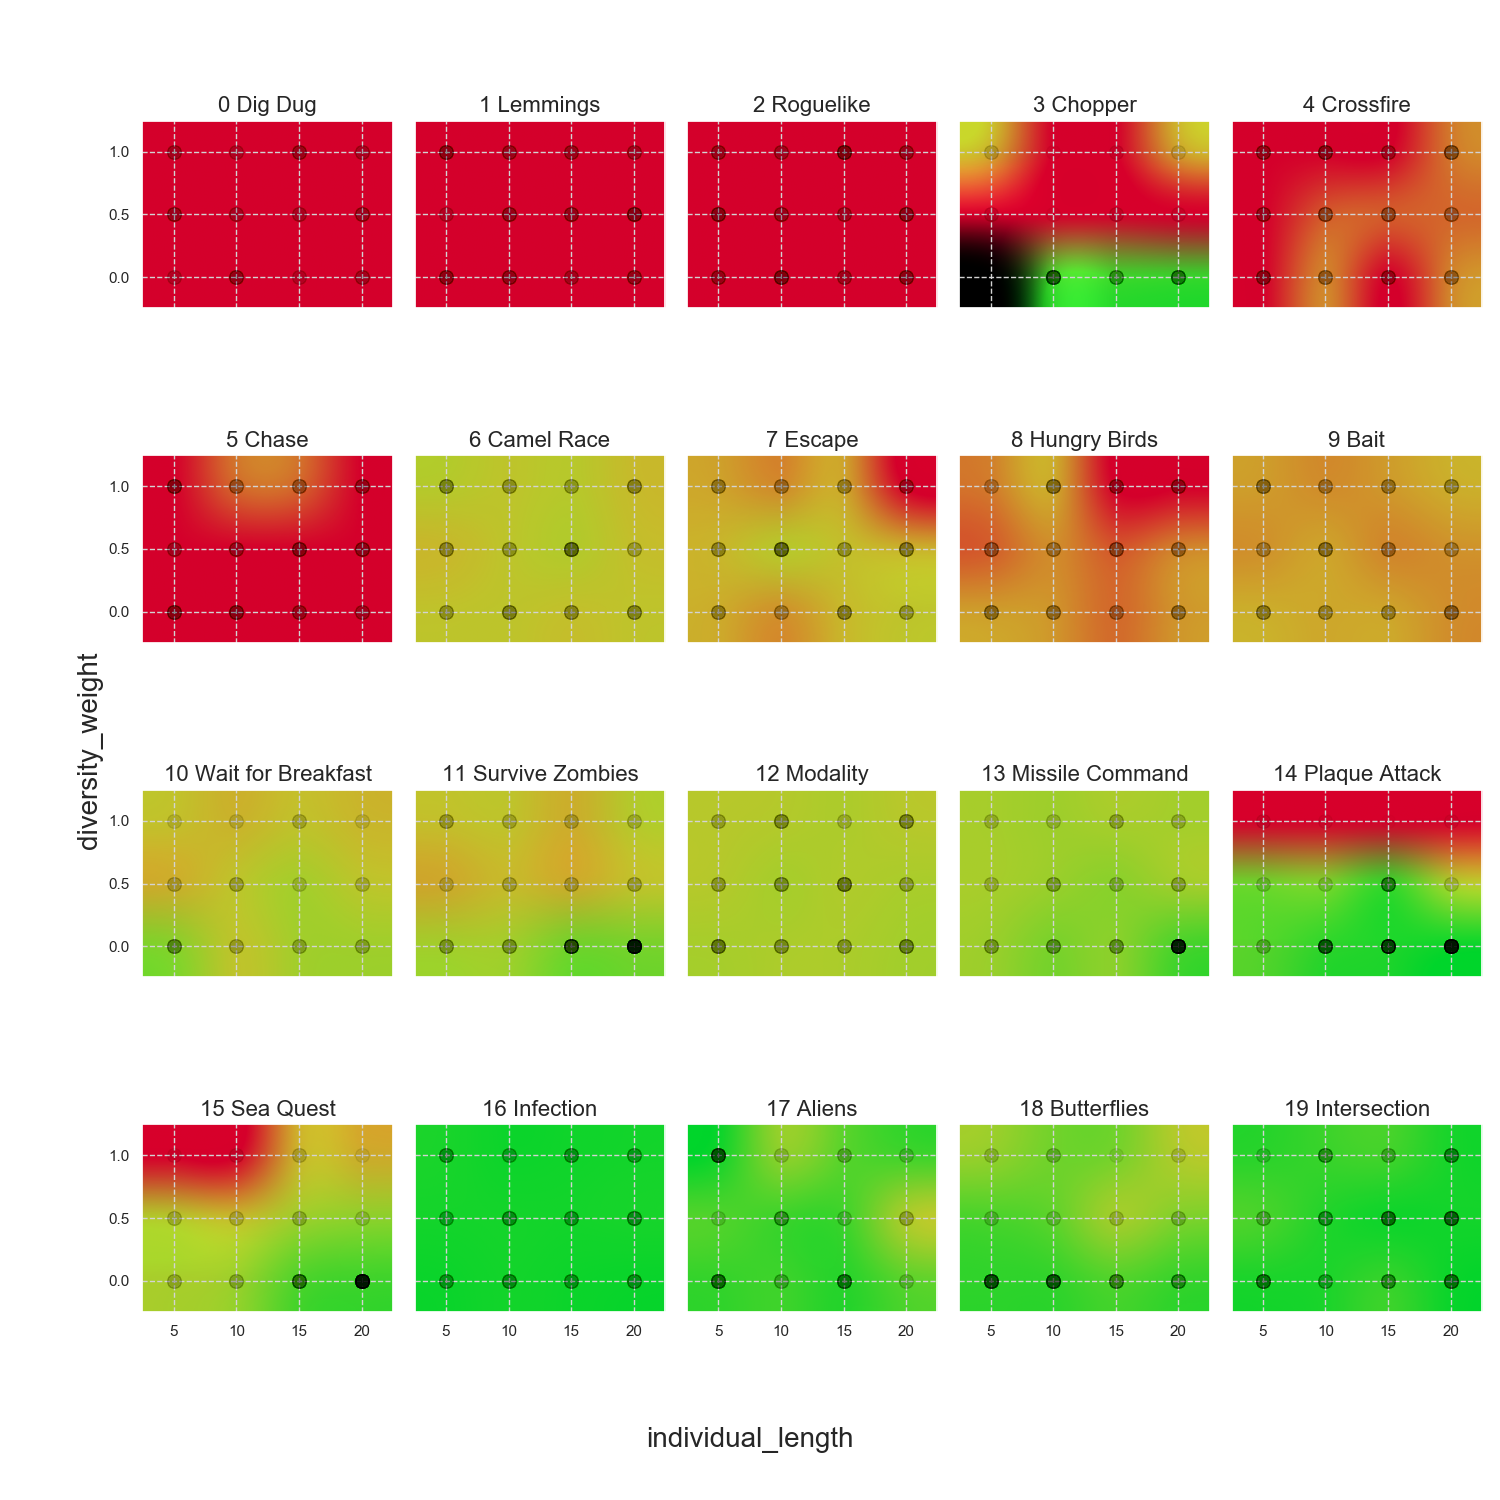 0 Dig Dug
1 Lemmings
2 Roguelike
3 Chopper
4 Crossfire
1.0
0.5
0.0
5 Chase
6 Camel Race
7 Escape
8 Hungry Birds
9 Bait
1.0
0.5
0.0
diversity_weight
10 Wait for Breakfast
11 Survive Zombies
12 Modality
13 Missile Command
14 Plaque Attack
1.0
0.5
0.0
15 Sea Quest
16 Infection
17 Aliens
18 Butterflies
19 Intersection
1.0
0.5
0.0
5 10 15 20
5 10 15 20
5 10 15 20
5 10 15 20
5 10 15 20
individual_length